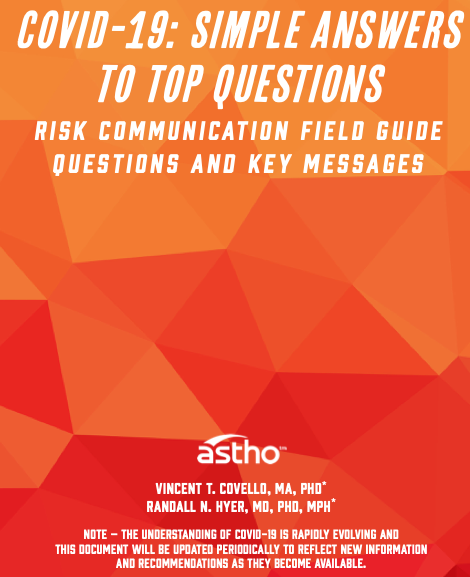 COVID-19: SIMPLE ANSWERS
TO TOP QUESTIONS
RISK COMMUNICATION FIELD GUIDE
QUESTIONS AND KEY MESSAGES
astho
VINCENT T. COVELLO, MA, PHD*
RANDALL N. HYER, MD, PHD, MPH*
NOTE – THE UNDERSTANDING OF COVID-19 IS RAPIDLY EVOLVING AND
THIS DOCUMENT WILL BE UPDATED PERIODICALLY TO REFLECT NEW INFORMATION
AND RECOMMENDATIONS AS THEY BECOME AVAILABLE.